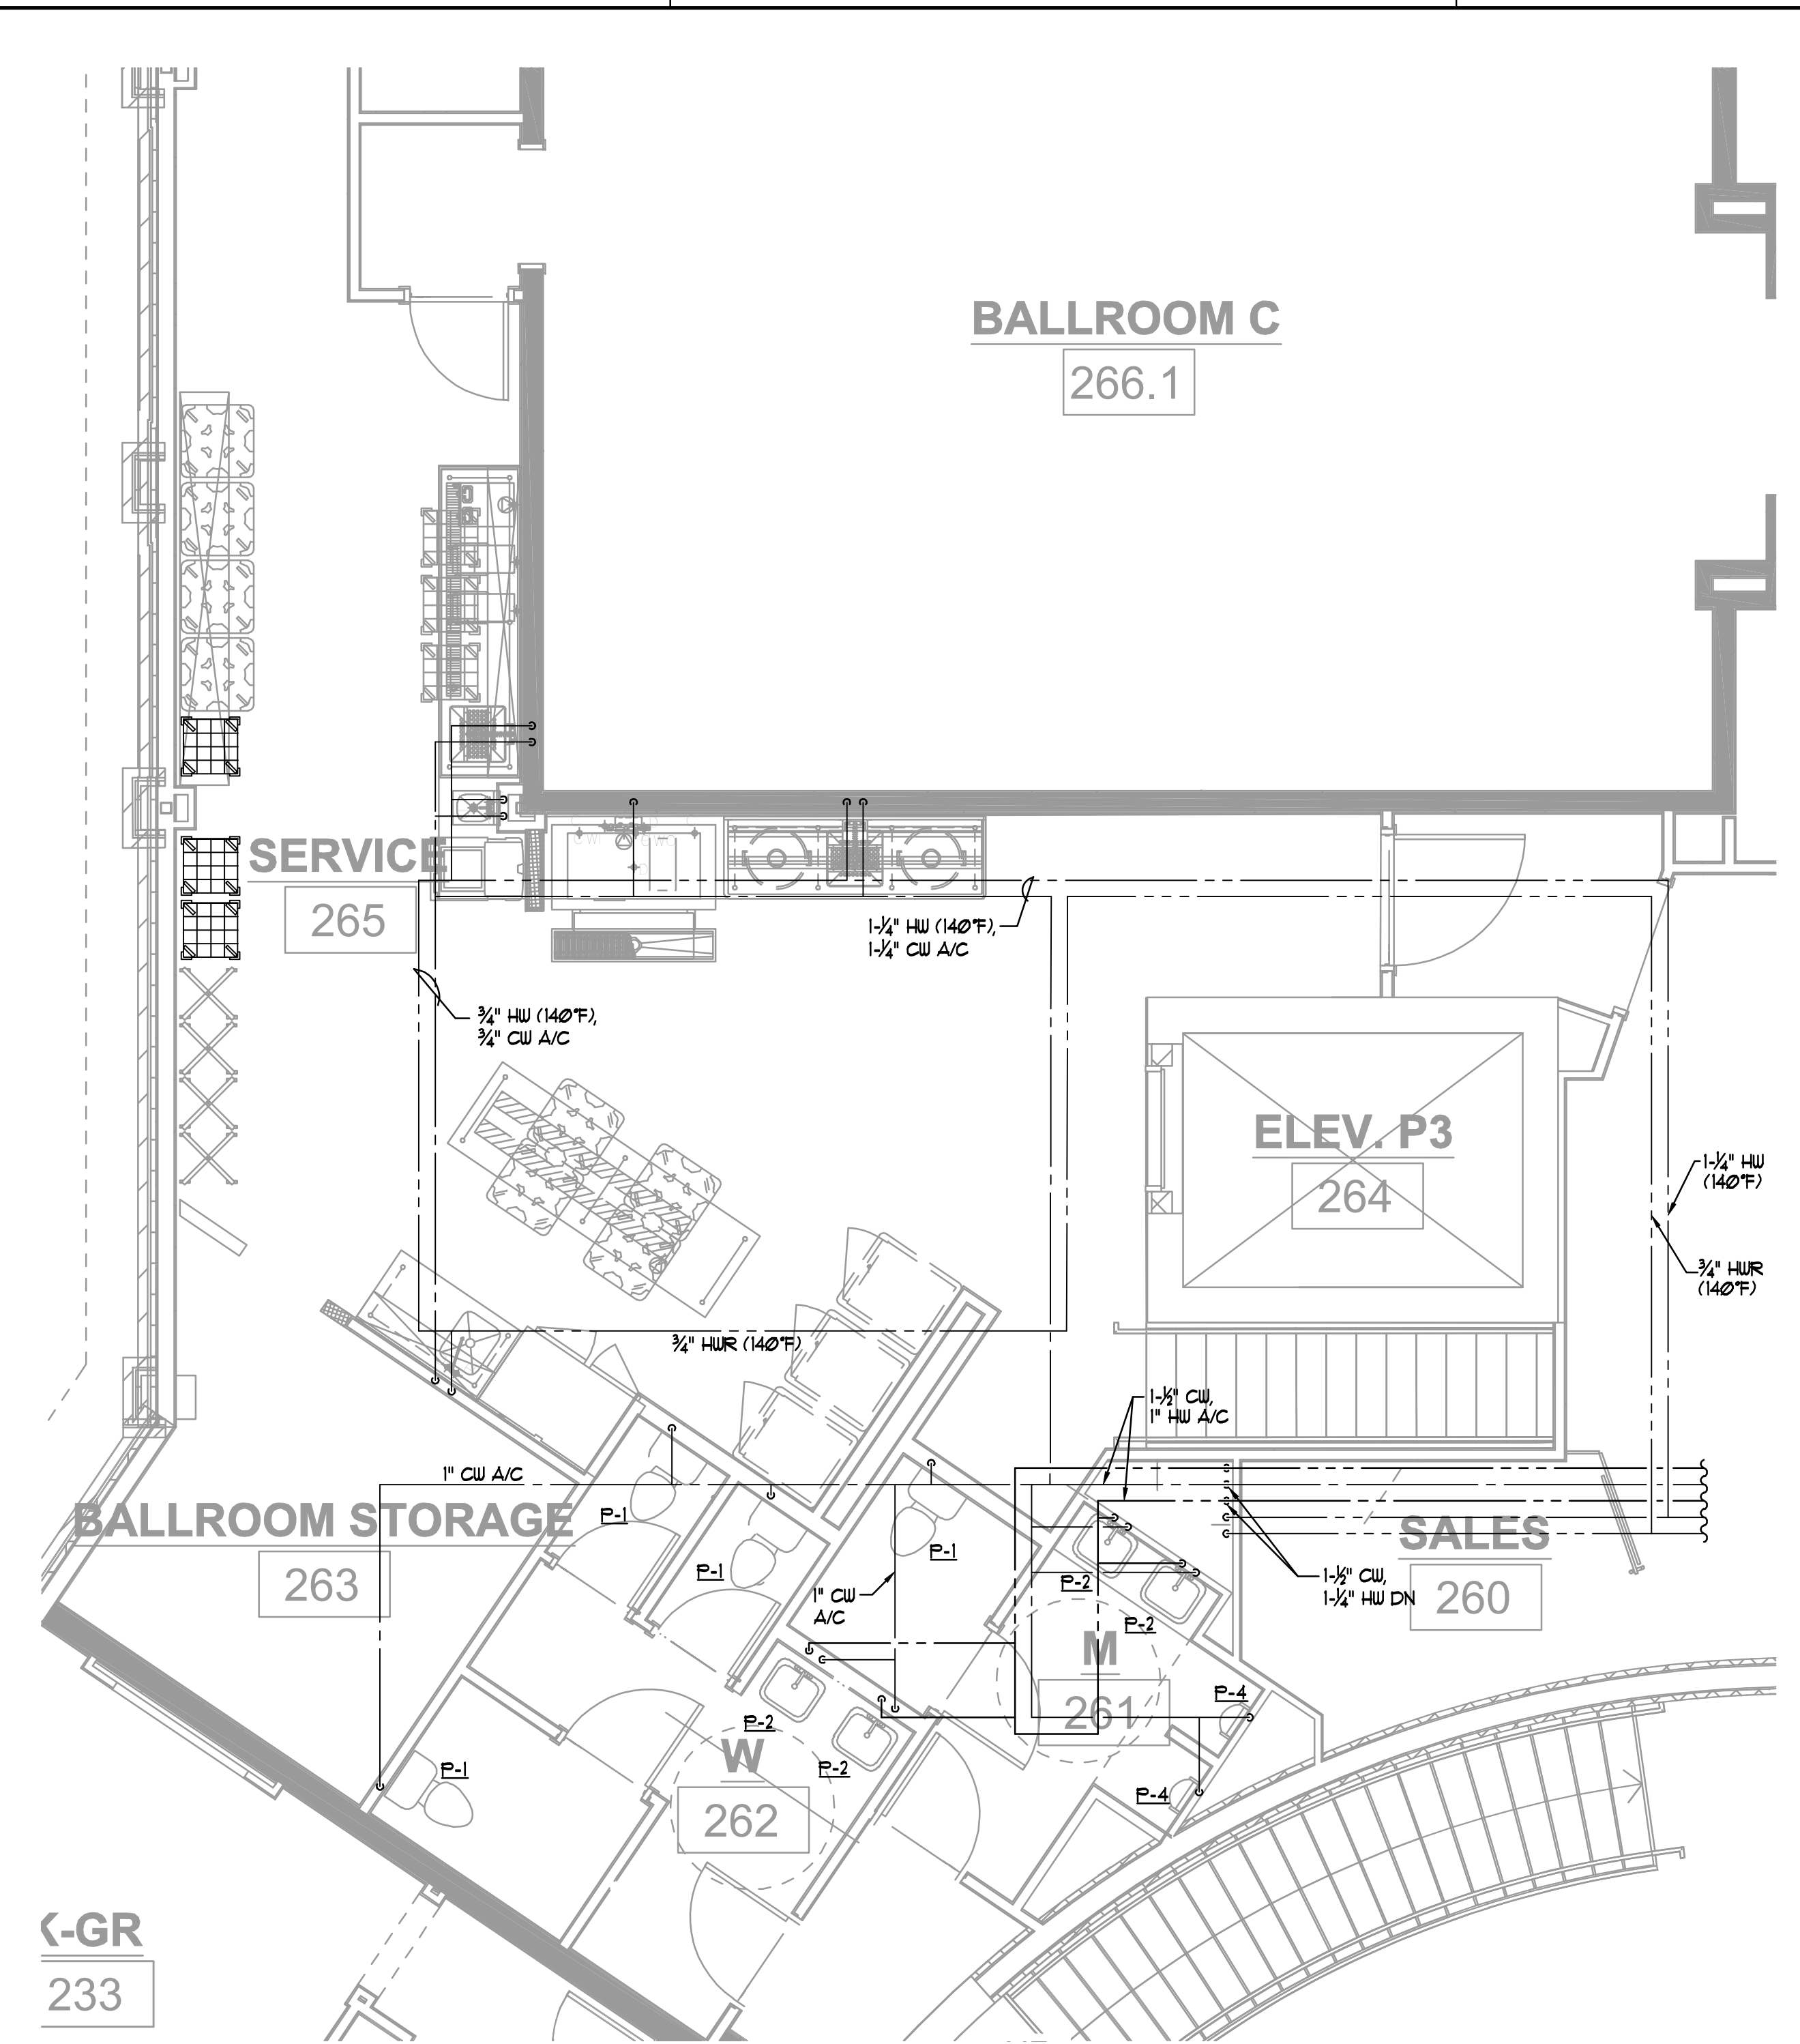 BALLROOM C
266.1
SERVICE
265
1-¼" HW (140°F),
1-¼" CW A/C
¾" HW (140°F),
¾" CW A/C
ELEV. P3
264
1-¼" HW
(140°F)
¾" HWR
(140°F)
¾" HWR (140°F)
1-½" CW,
1" HW A/C
1" CW A/C
BALLROOM STORAGE
263
P-1
P-1
P-1
1" CW
A/C
P-2
P-2
SALES
260
1-½" CW,
1-¼" HW DN
M
261
P-4
P-4
P-2
P-2
W
262
P-1
K-GR
233